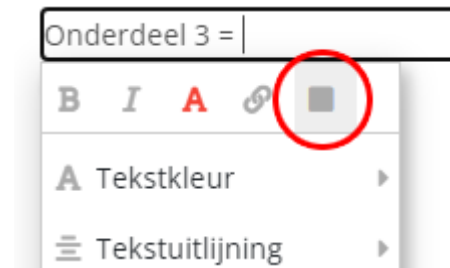 Onderdeel 3 =
B I A
A Tekstkleur
Tekstuitlijning